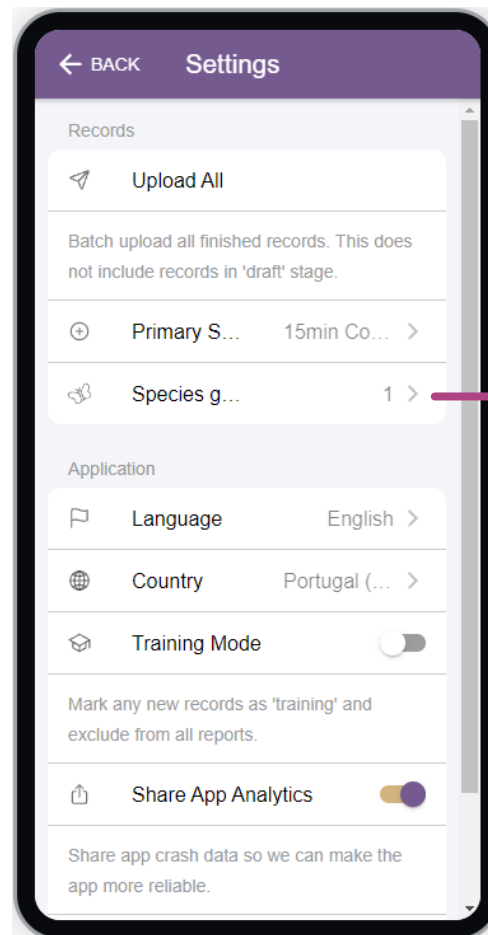 BACK Settings
Records
Upload All
Batch upload all finished records. This does
not include records in 'draft' stage.
Primary S... 15min Co...
Species g... 1
Application
Language English
Country Portugal (...
Training Mode
Mark any new records as 'training' and
exclude from all reports.
Share App Analytics
Share app crash data so we can make the
app more reliable.